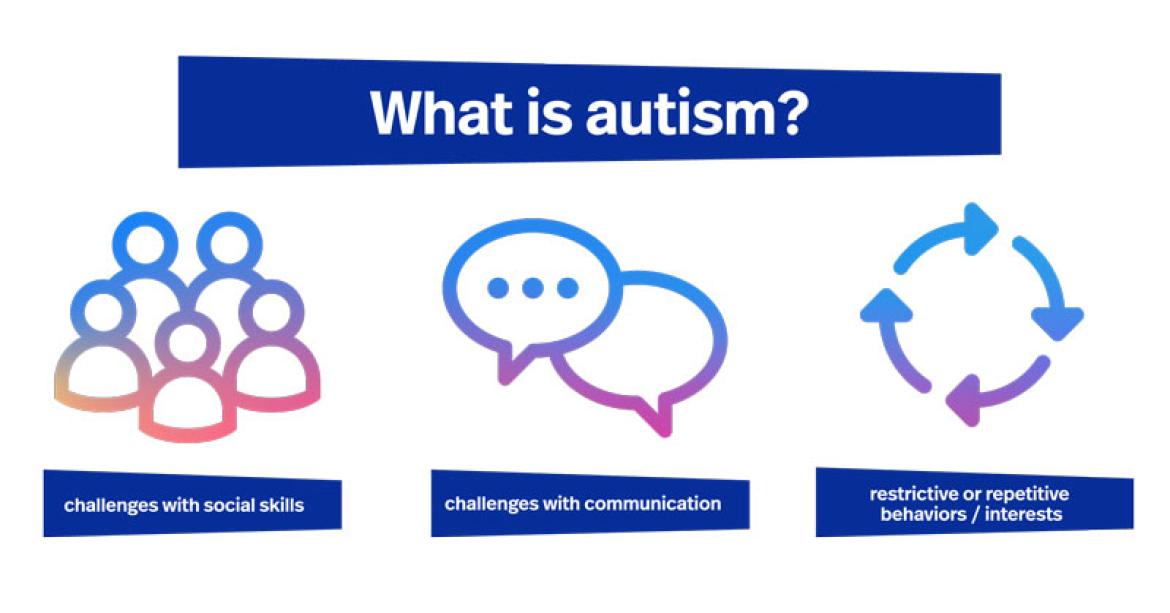 What is autism?
challenges with social skills
challenges with communication
restrictive or repetitive
behaviors / interests